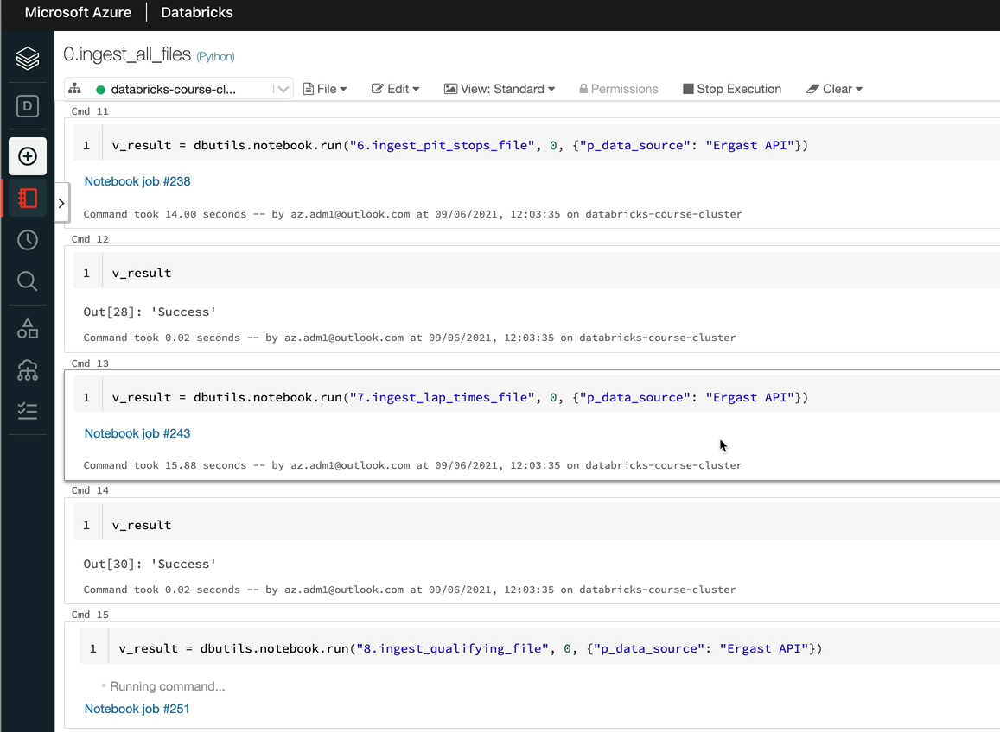 Microsoft Azure | Databricks
0.ingest_all_files (Python)
databricks-course-cl... File Edit View: Standard Permissions Stop Execution Clear
D
Cmd 11
1 v_result = dbutils.notebook.run("6.ingest_pit_stops_file", 0, {"p_data_source": "Ergast API"})
Notebook job #238
Command took 14.00 seconds -- by az.adm1@outlook.com at 09/06/2021, 12:03:35 on databricks-course-cluster
Cmd 12
1 v_result
Out[28]: 'Success'
Command took 0.02 seconds -- by az.adm1@outlook.com at 09/06/2021, 12:03:35 on databricks-course-cluster
Cmd 13
1 v_result = dbutils.notebook.run("7.ingest_lap_times_file", 0, {"p_data_source": "Ergast API"})
Notebook job #243
Command took 15.88 seconds -- by az.adm1@outlook.com at 09/06/2021, 12:03:35 on databricks-course-cluster
Cmd 14
1 v_result
Out[30]: 'Success'
Command took 0.02 seconds -- by az.adm1@outlook.com at 09/06/2021, 12:03:35 on databricks-course-cluster
Cmd 15
1 v_result = dbutils.notebook.run("8.ingest_qualifying_file", 0, {"p_data_source": "Ergast API"})
Running command...
Notebook job #251